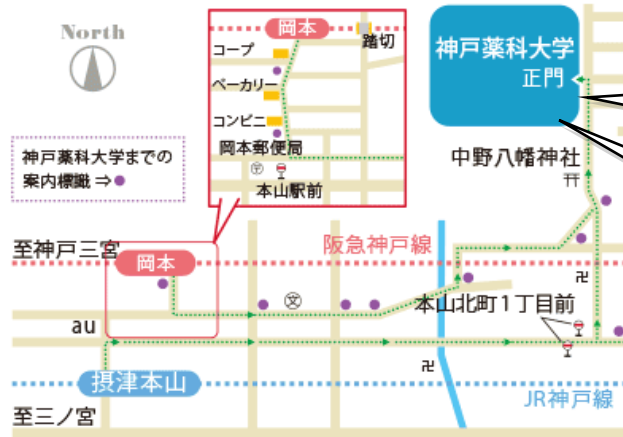 North
岡本
踏切
コープ
ベーカリー
コンビニ
岡本郵便局
本山駅前
神戸薬科大学
正門
中野八幡神社
神戸薬科大学までの
案内標識⇒
至神戸三宮
岡本
阪急神戸線
本山北町1丁目前
au
摂津本山
JR神戸線
至三ノ宮